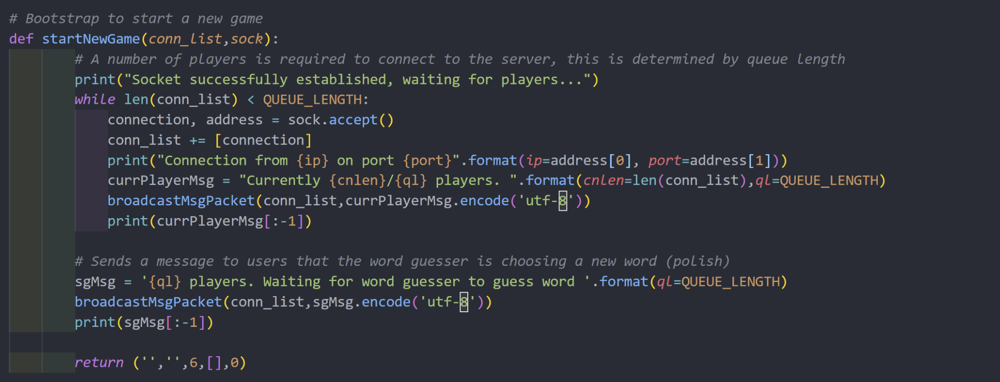 # Bootstrap to start a new game
def startNewGame(conn_list,sock):
# A number of players is required to connect to the server, this is determined by queue length
print("Socket successfully established, waiting for players...")
while len(conn_list) < QUEUE_LENGTH:
connection, address = sock.accept()
conn_list += [connection]
print("Connection from {ip} on port {port}".format(ip=address[0], port=address[1]))
currPlayerMsg = "Currently {cnlen}/{ql} players. ".format(cnlen=len(conn_list),ql=QUEUE_LENGTH)
broadcastMsgPacket(conn_list,currPlayerMsg.encode('utf-8'))
print(currPlayerMsg[:-1])
# Sends a message to users that the word guesser is choosing a new word (polish)
sgMsg = '{ql} players. Waiting for word guesser to guess word '.format(ql=QUEUE_LENGTH)
broadcastMsgPacket(conn_list,sgMsg.encode('utf-8'))
print(sgMsg[:-1])
return ('','',6,[],0)